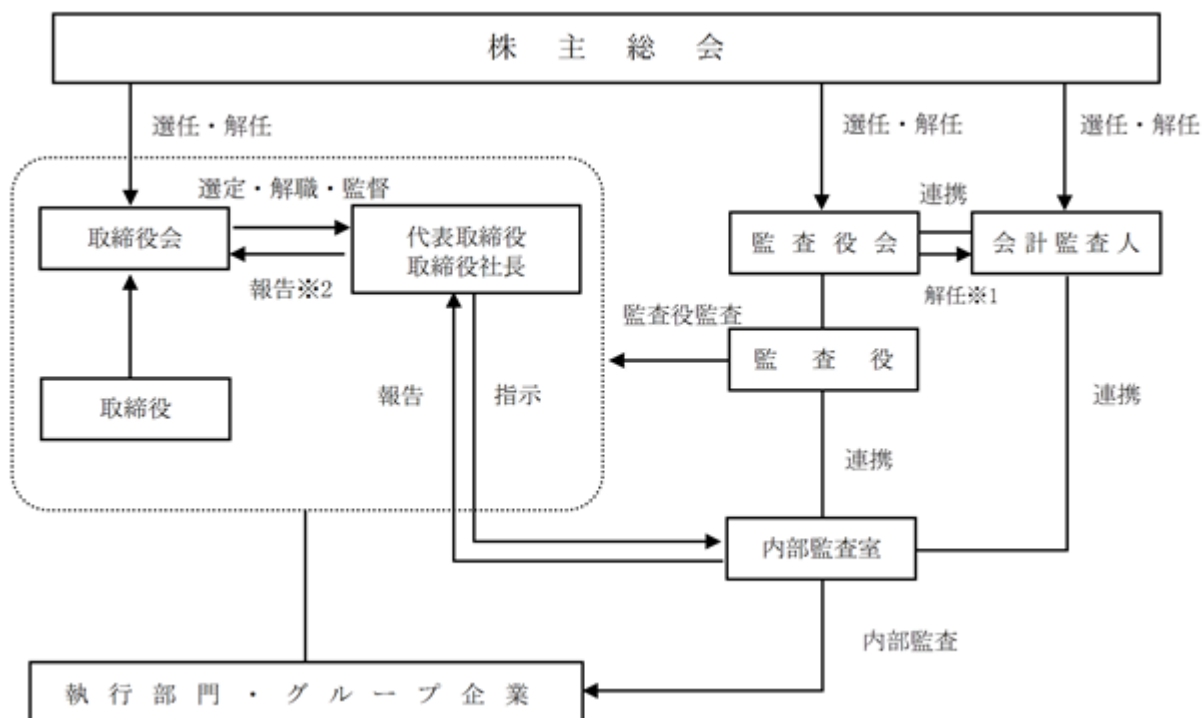 株主総会
選任・解任
選任・解任
選任・解任
選定・解職・監督
取締役会
代表取締役
取締役社長
報告※2
連携
監査役会
会計監査人
解任※1
監査役監査
監査役
取締役
報告
指示
連携
連携
内部監査室
内部監査
執行部門・グループ企業